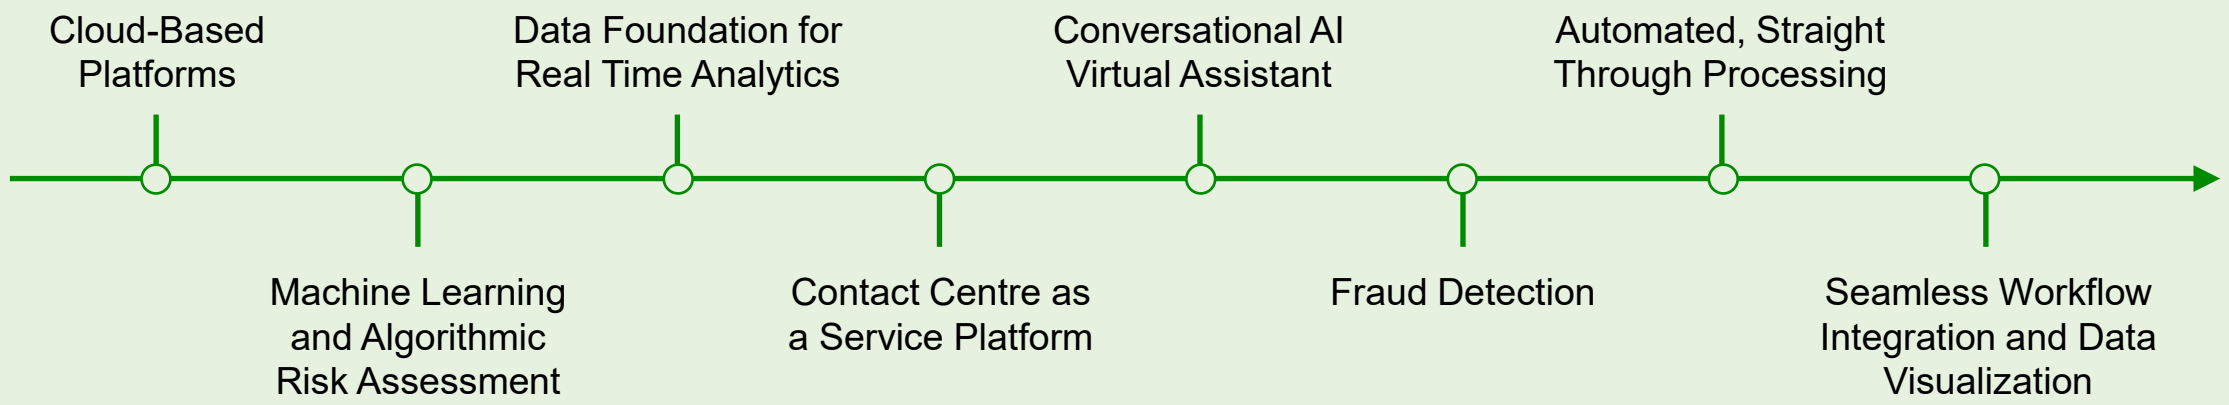 Cloud-Based
Platforms
Data Foundation for
Real Time Analytics
Conversational AI
Virtual Assistant
Automated, Straight
Through Processing
Machine Learning
and Algorithmic
Risk Assessment
Contact Centre as
a Service Platform
Fraud Detection
Seamless Workflow
Integration and Data
Visualization